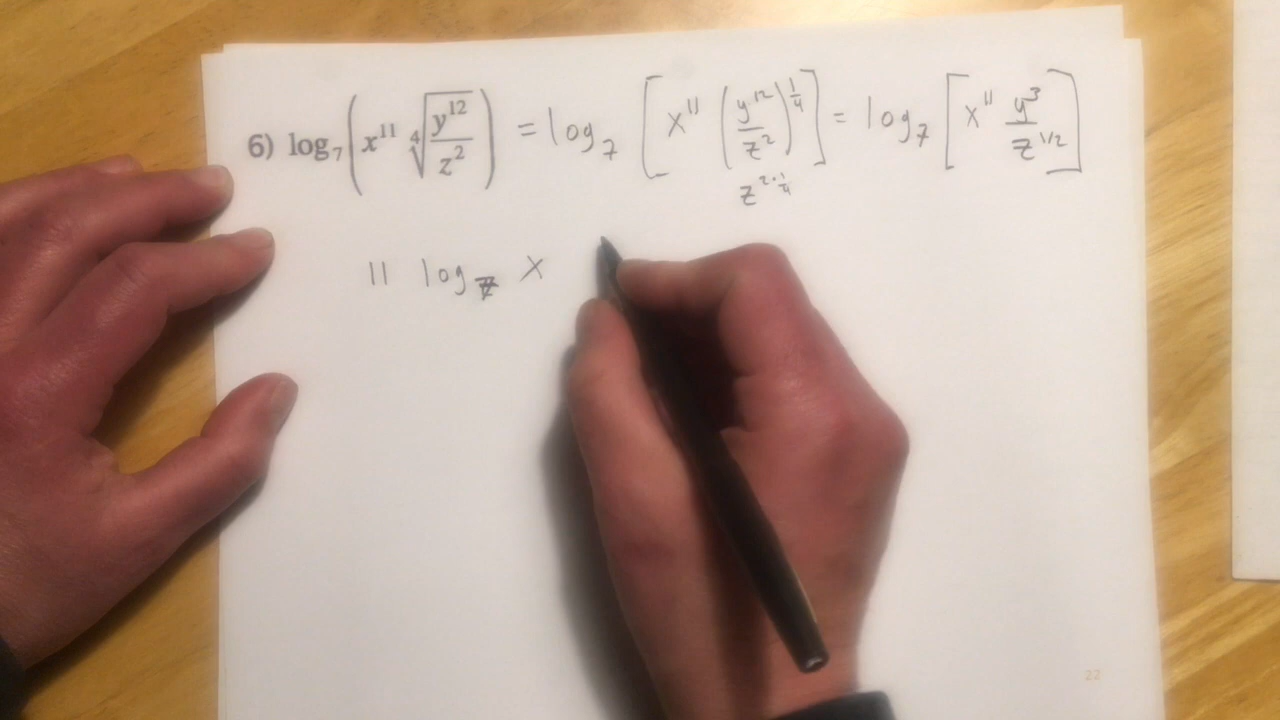 6) log₇(x¹¹ ⁴√(y¹²/z²)) = log₇[x¹¹ (y¹²/z²)^(1/4)] = log₇[x¹¹ y³/z^(1/2)]
z^(2·1/4)
11 log₇ x
22